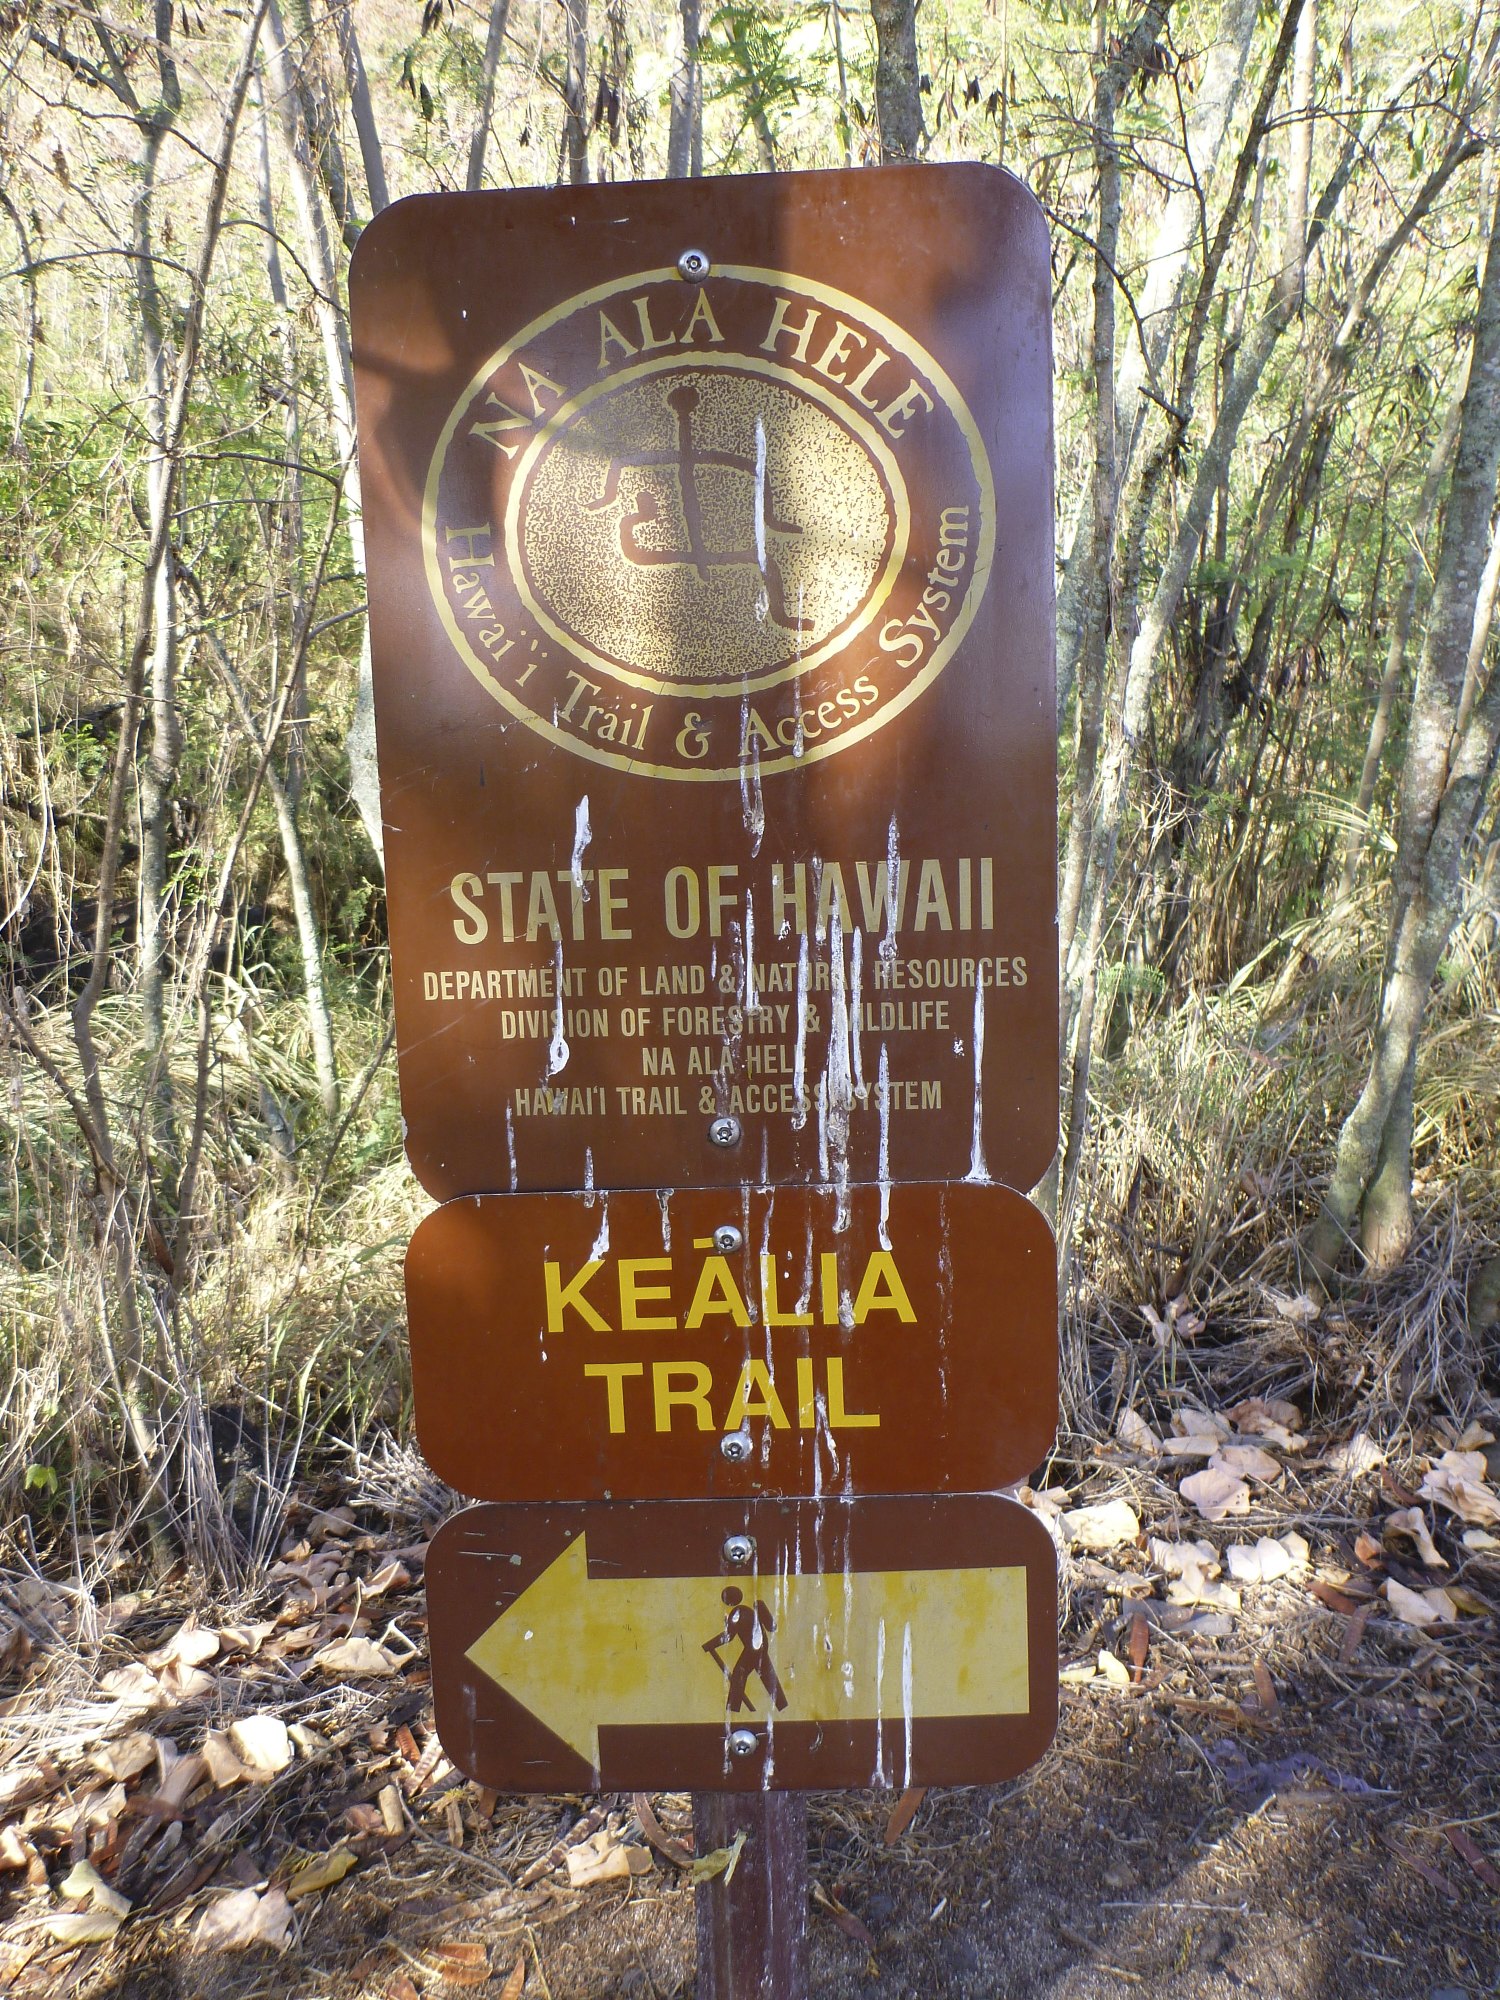 NA ALA HELE
Hawai'i Trail & Access System
STATE OF HAWAII
DEPARTMENT OF LAND & NATURAL RESOURCES
DIVISION OF FORESTRY & WILDLIFE
NA ALA HELE
HAWAI'I TRAIL & ACCESS SYSTEM
KEĀLIA
TRAIL